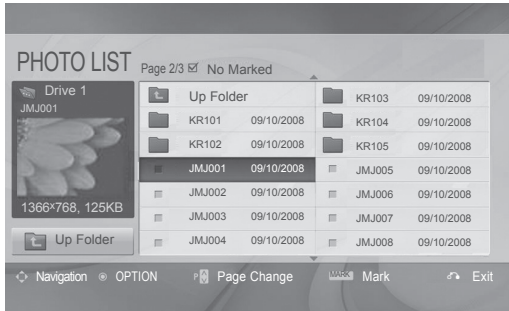 PHOTO LIST Page 2/3 No Marked
Drive 1
JMJ001
1366x768, 125KB
Up Folder
Up Folder
KR101 09/10/2008
KR102 09/10/2008
JMJ001 09/10/2008
JMJ002 09/10/2008
JMJ003 09/10/2008
JMJ004 09/10/2008
KR103 09/10/2008
KR104 09/10/2008
KR105 09/10/2008
JMJ005 09/10/2008
JMJ006 09/10/2008
JMJ007 09/10/2008
JMJ008 09/10/2008
Navigation OPTION P Page Change MARK Mark Exit